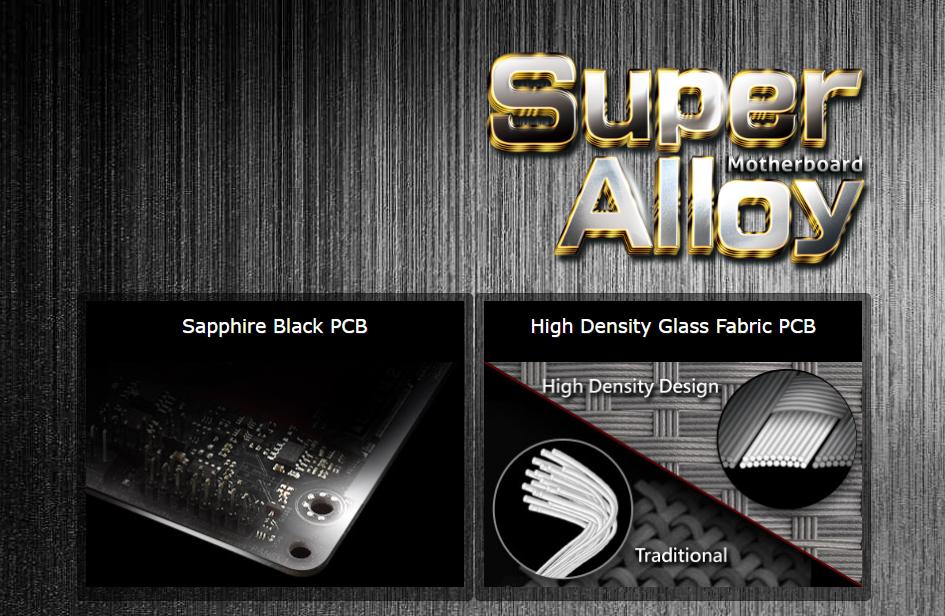 Super
Motherboard
Alloy
Sapphire Black PCB
High Density Glass Fabric PCB
High Density Design
Traditional